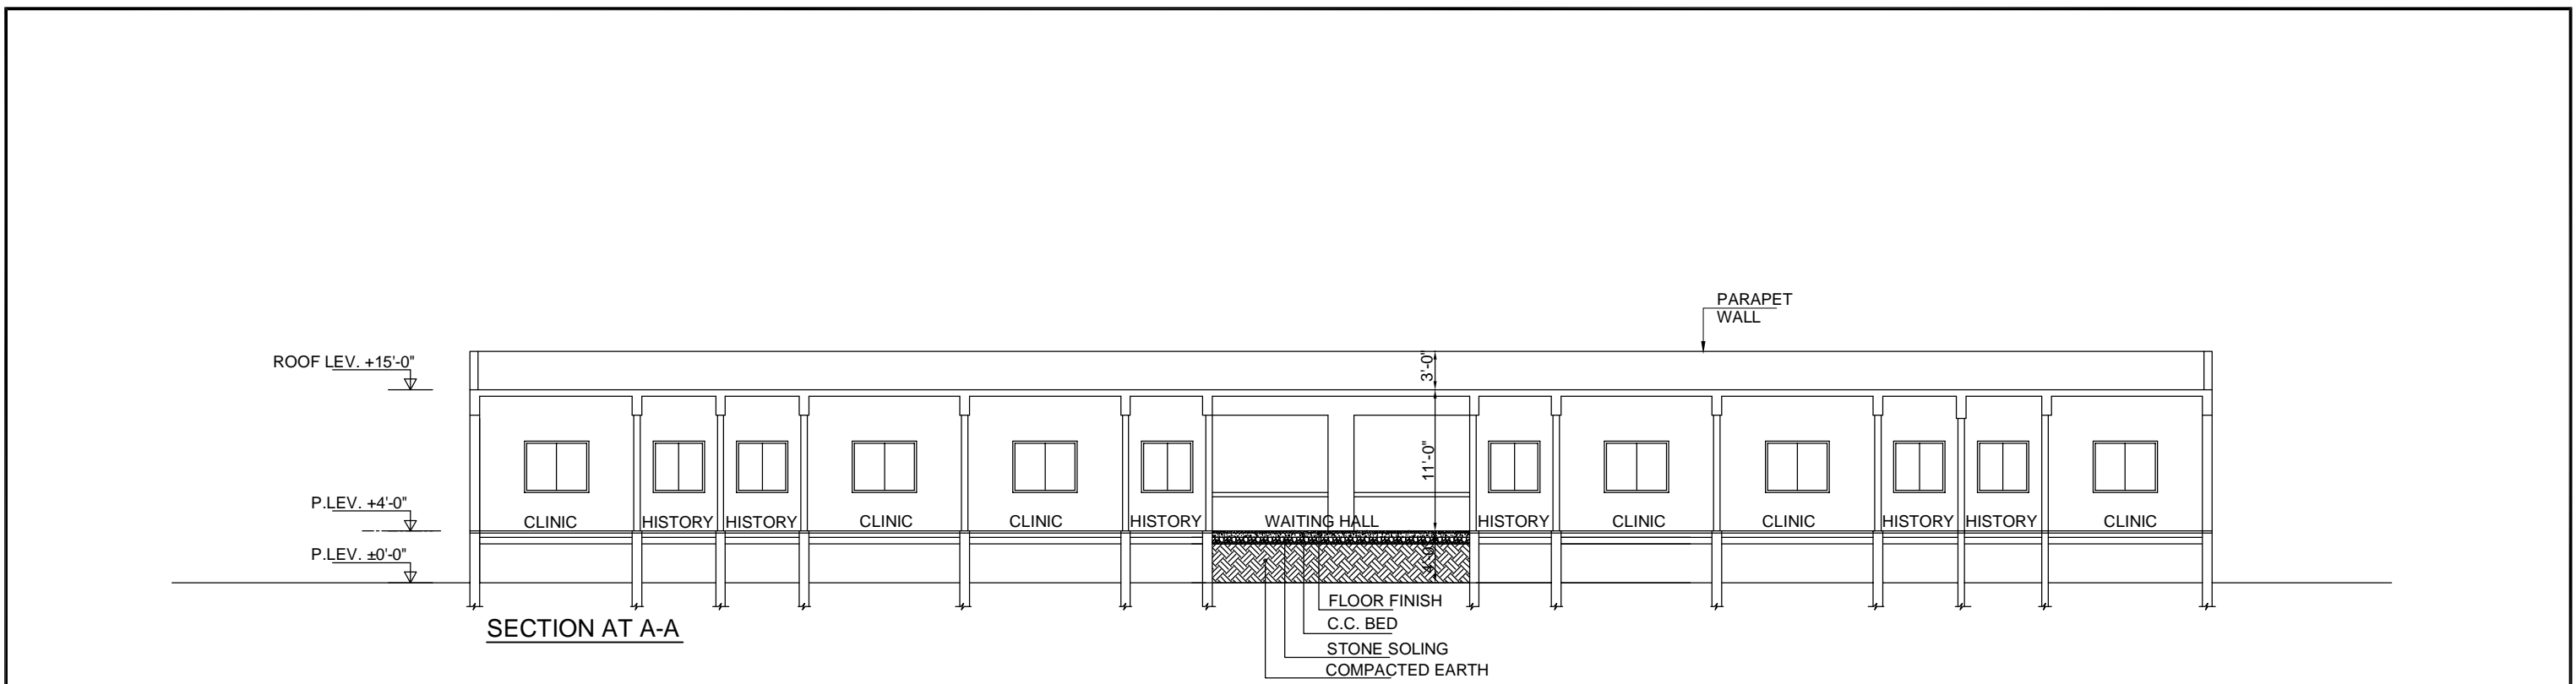 PARAPET
WALL
ROOF LEV. +15'-0"
3'-0"
11'-0"
P.LEV. +4'-0"
CLINIC HISTORY HISTORY CLINIC CLINIC HISTORY WAITING HALL HISTORY CLINIC CLINIC HISTORY HISTORY CLINIC
P.LEV. ±0'-0"
4'-0"
FLOOR FINISH
C.C. BED
STONE SOLING
COMPACTED EARTH
SECTION AT A-A